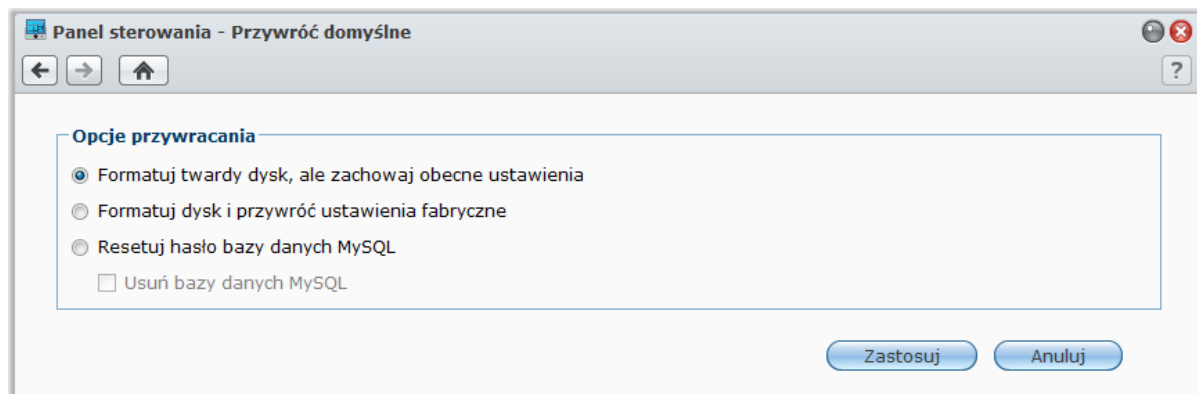 Panel sterowania - Przywróć domyślne
?
Opcje przywracania
Formatuj twardy dysk, ale zachowaj obecne ustawienia
Formatuj dysk i przywróć ustawienia fabryczne
Resetuj hasło bazy danych MySQL
Usuń bazy danych MySQL
Zastosuj Anuluj